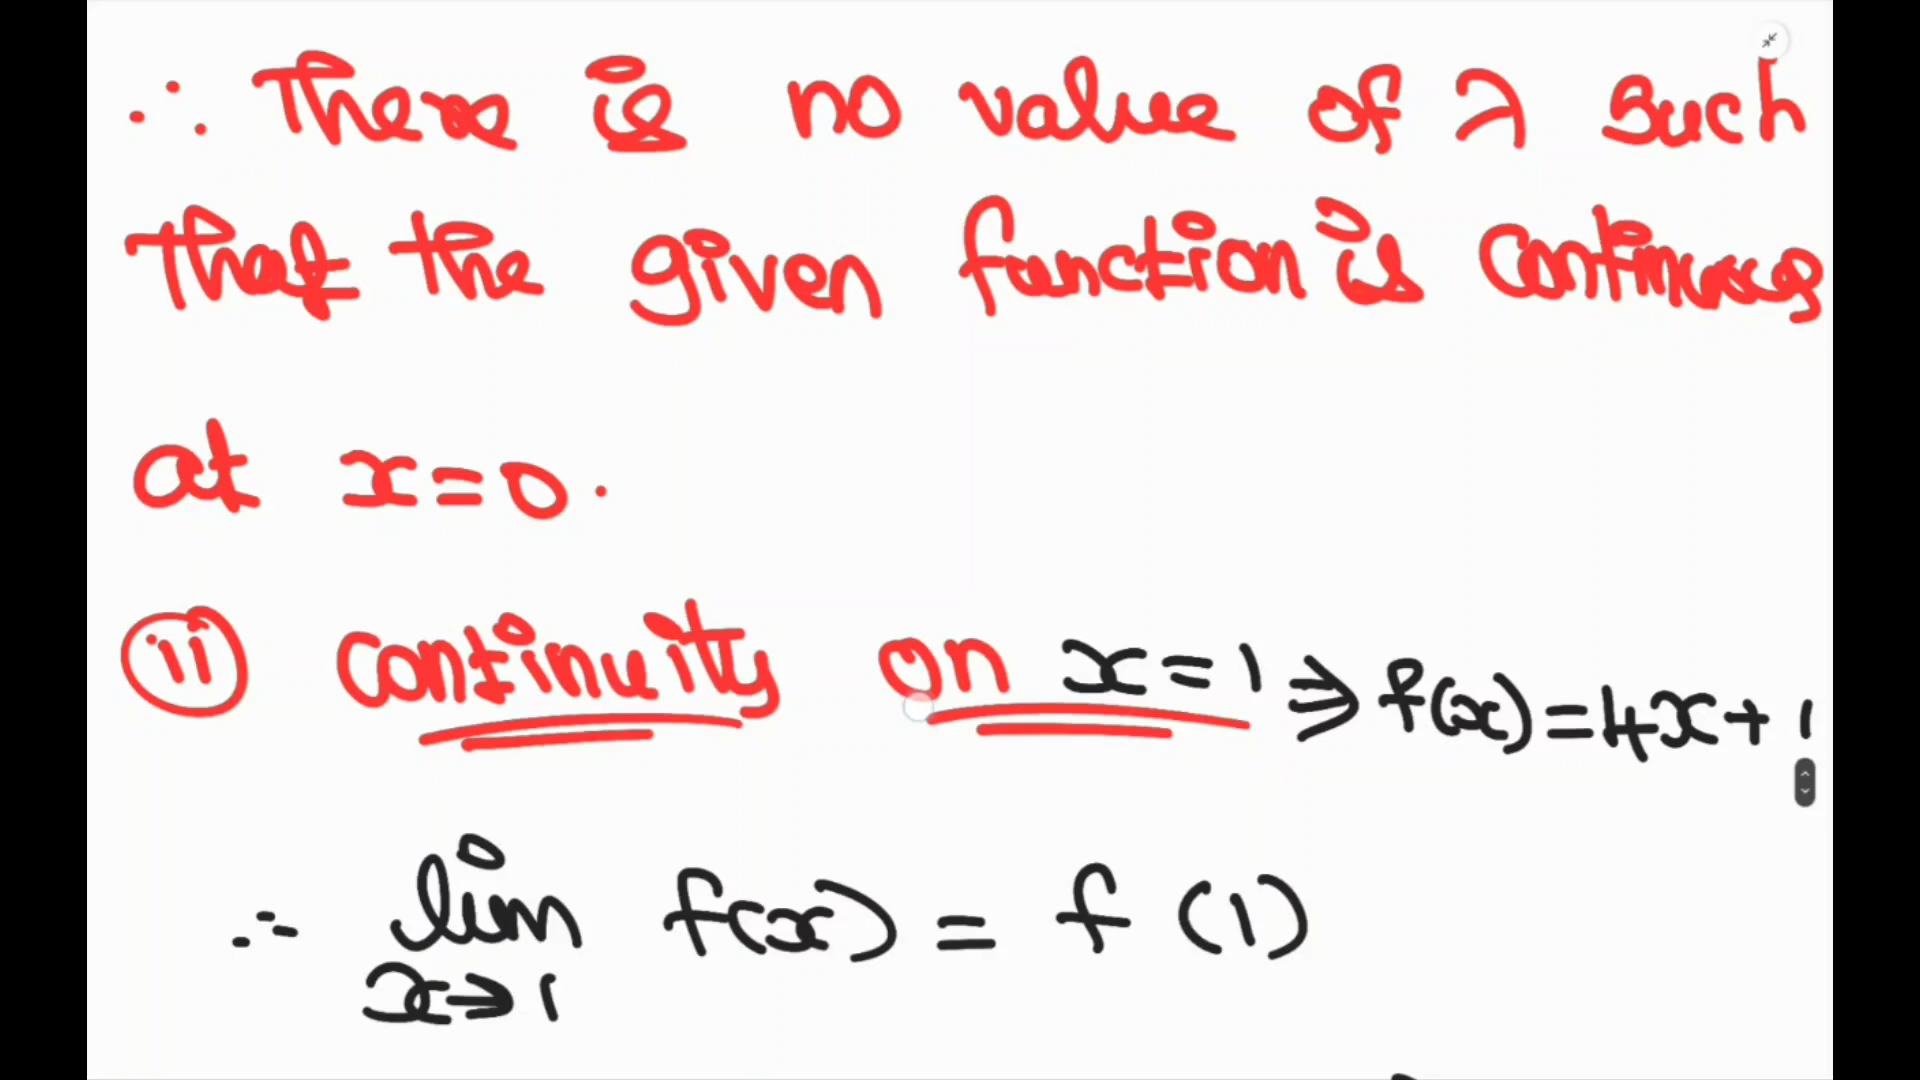 ∴ There is no value of λ such
that the given function is continuous
at x=0.
ii continuity on x=1 ⇒ f(x)=4x+1
∴ lim f(x) = f(1)
x→1